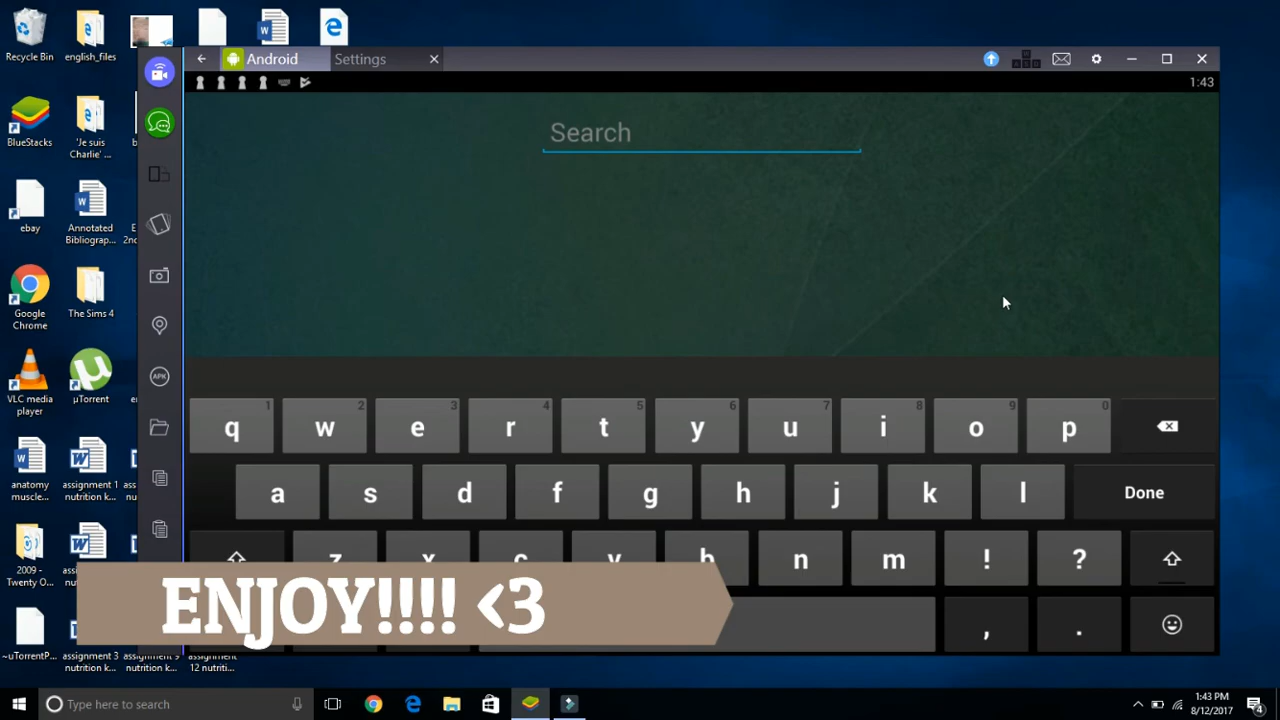 Recycle Bin
english_files
Android
Settings
1:43
BlueStacks
'Je suis
Charlie' ...
Search
ebay
Annotated
Bibliograp...
Google
Chrome
The Sims 4
APK
VLC media
player
µTorrent
q 1 w 2 e 3 r 4 t 5 y 6 u 7 i 8 o 9 p 0
a s d f g h j k l Done
z x c v b n m ! ?
, .
anatomy
muscle...
assignment 1
nutrition k...
2009 -
Twenty O...
~uTorrentP...
assignment 3
nutrition k...
nutrition k...
assignment
12 nutriti...
ENJOY!!!! <3
Type here to search
1:43 PM
8/12/2017
4